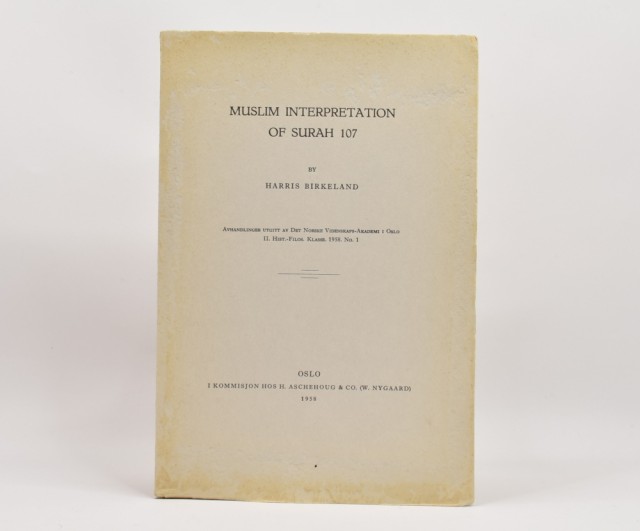 MUSLIM INTERPRETATION
OF SURAH 107
BY
HARRIS BIRKELAND
Avhandlinger utgitt av Det Norske Videnskaps-Akademi i Oslo
II. Hist.-Filos. Klasse. 1958. No. 1
OSLO
I KOMMISJON HOS H. ASCHEHOUG & CO. (W. NYGAARD)
1958